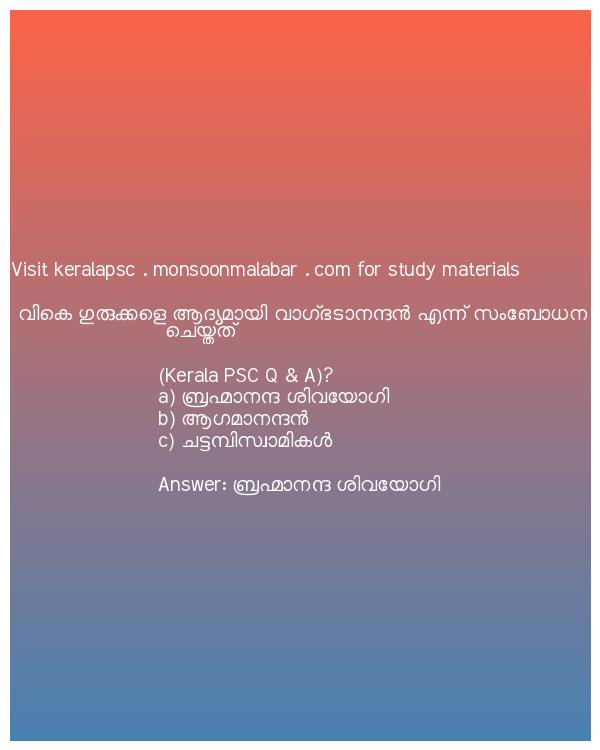 Visit keralapsc . monsoonmalabar . com for study materials
വികെ ഗുരുക്കളെ ആദ്യമായി വാഗ്ഭടാനന്ദൻ എന്ന് സംബോധന
ചെയ്തത്
(Kerala PSC Q & A)?
a) ബ്രഹ്മാനന്ദ ശിവയോഗി
b) ആഗമാനന്ദൻ
c) ചട്ടമ്പിസ്വാമികൾ
Answer: ബ്രഹ്മാനന്ദ ശിവയോഗി